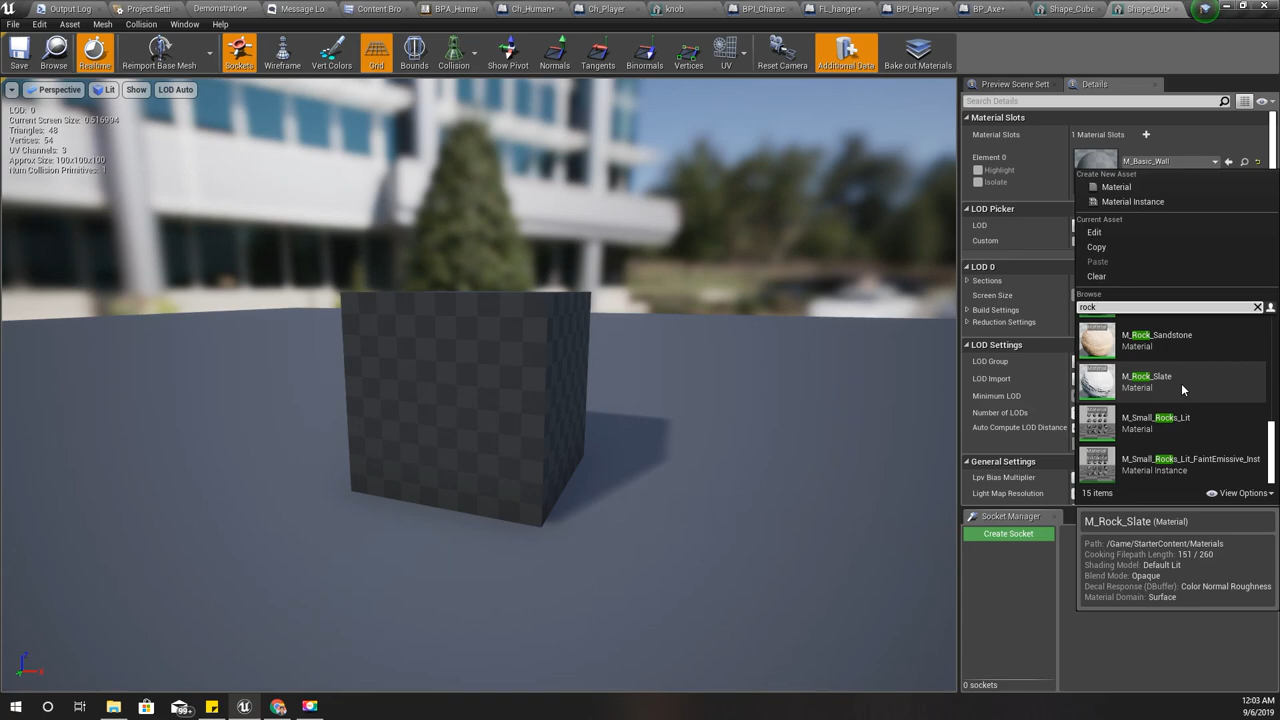 Output Log
Project Setti
Demonstration•
Message Lo
Content Bro
BPA_Human
Ch_Human
Ch_Player
knob
BPI_Charac
FL_hanger•
BPI_Hange•
BP_Axe•
Shape_Cube
File Edit Asset Mesh Collision Window Help
Save Browse Realtime Reimport Base Mesh Sockets Wireframe Vert Colors Grid Bounds Collision Show Pivot Normals Tangents Binormals Vertices UV Reset Camera Additional Data Bake out Materials
Perspective Lit Show LOD Auto
LOD: 0
Current Screen Size: 0.516994
Triangles: 48
Vertices: 54
UV Channels: 3
Approx Size: 100x100x100
Num Collision Primitives: 1
Preview Scene Sett
Details
Search Details
Material Slots
Material Slots 1 Material Slots
Element 0
Highlight
Isolate
M_Basic_Wall
LOD Picker
LOD
Custom
LOD 0
Sections
Screen Size
Build Settings
Reduction Settings
LOD Settings
LOD Group
LOD Import
Minimum LOD
Number of LODs
Auto Compute LOD Distance
General Settings
Lpv Bias Multiplier
Light Map Resolution
Create New Asset
Material
Material Instance
Current Asset
Edit
Copy
Paste
Clear
Browse
rock
M_Rock_Sandstone
Material
M_Rock_Slate
Material
M_Small_Rocks_Lit
Material
M_Small_Rocks_Lit_FaintEmissive_Inst
Material Instance
15 items View Options
Socket Manager
Create Socket
0 sockets
M_Rock_Slate (Material)
Path: /Game/StarterContent/Materials
Cooking Filepath Length: 151 / 260
Shading Model: Default Lit
Blend Mode: Opaque
Decal Response (DBuffer): Color Normal Roughness
Material Domain: Surface
99+
12:03 AM
9/6/2019